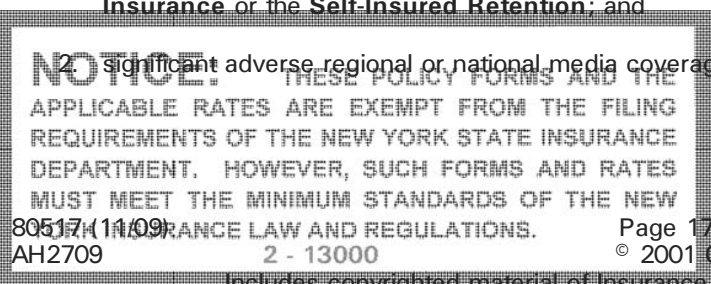 Insurance or the Self-Insured Retention; and
2. significant adverse regional or national media coverag
NOTICE: THESE POLICY FORMS AND THE
APPLICABLE RATES ARE EXEMPT FROM THE FILING
REQUIREMENTS OF THE NEW YORK STATE INSURANCE
DEPARTMENT. HOWEVER, SUCH FORMS AND RATES
MUST MEET THE MINIMUM STANDARDS OF THE NEW
YORK INSURANCE LAW AND REGULATIONS.
80517 (11/09) Page 17
AH2709 2 - 13000 © 2001
Includes copyrighted material of Insurance